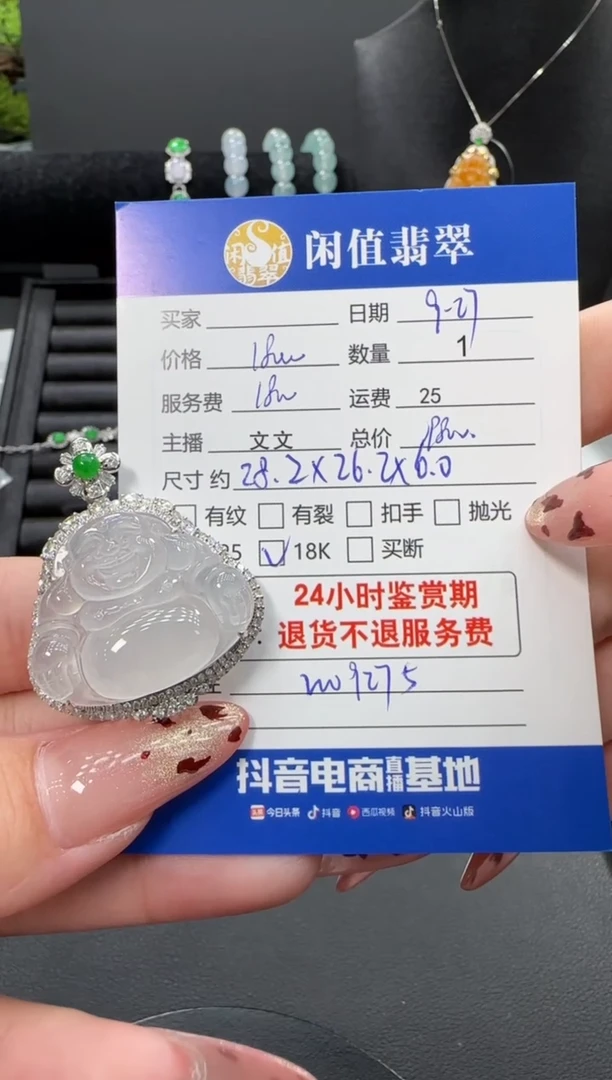 闲值翡翠
闲值翡翠
买家 日期 9-27
价格 数量 1
服务费 运费 25
主播 文文 总价
尺寸 约 28.2X26.2X6.0
有纹 有裂 扣手 抛光
18K 买断
24小时鉴赏期
退货不退服务费
抖音电商直播基地
头条 今日头条 抖音 西瓜视频 抖音火山版